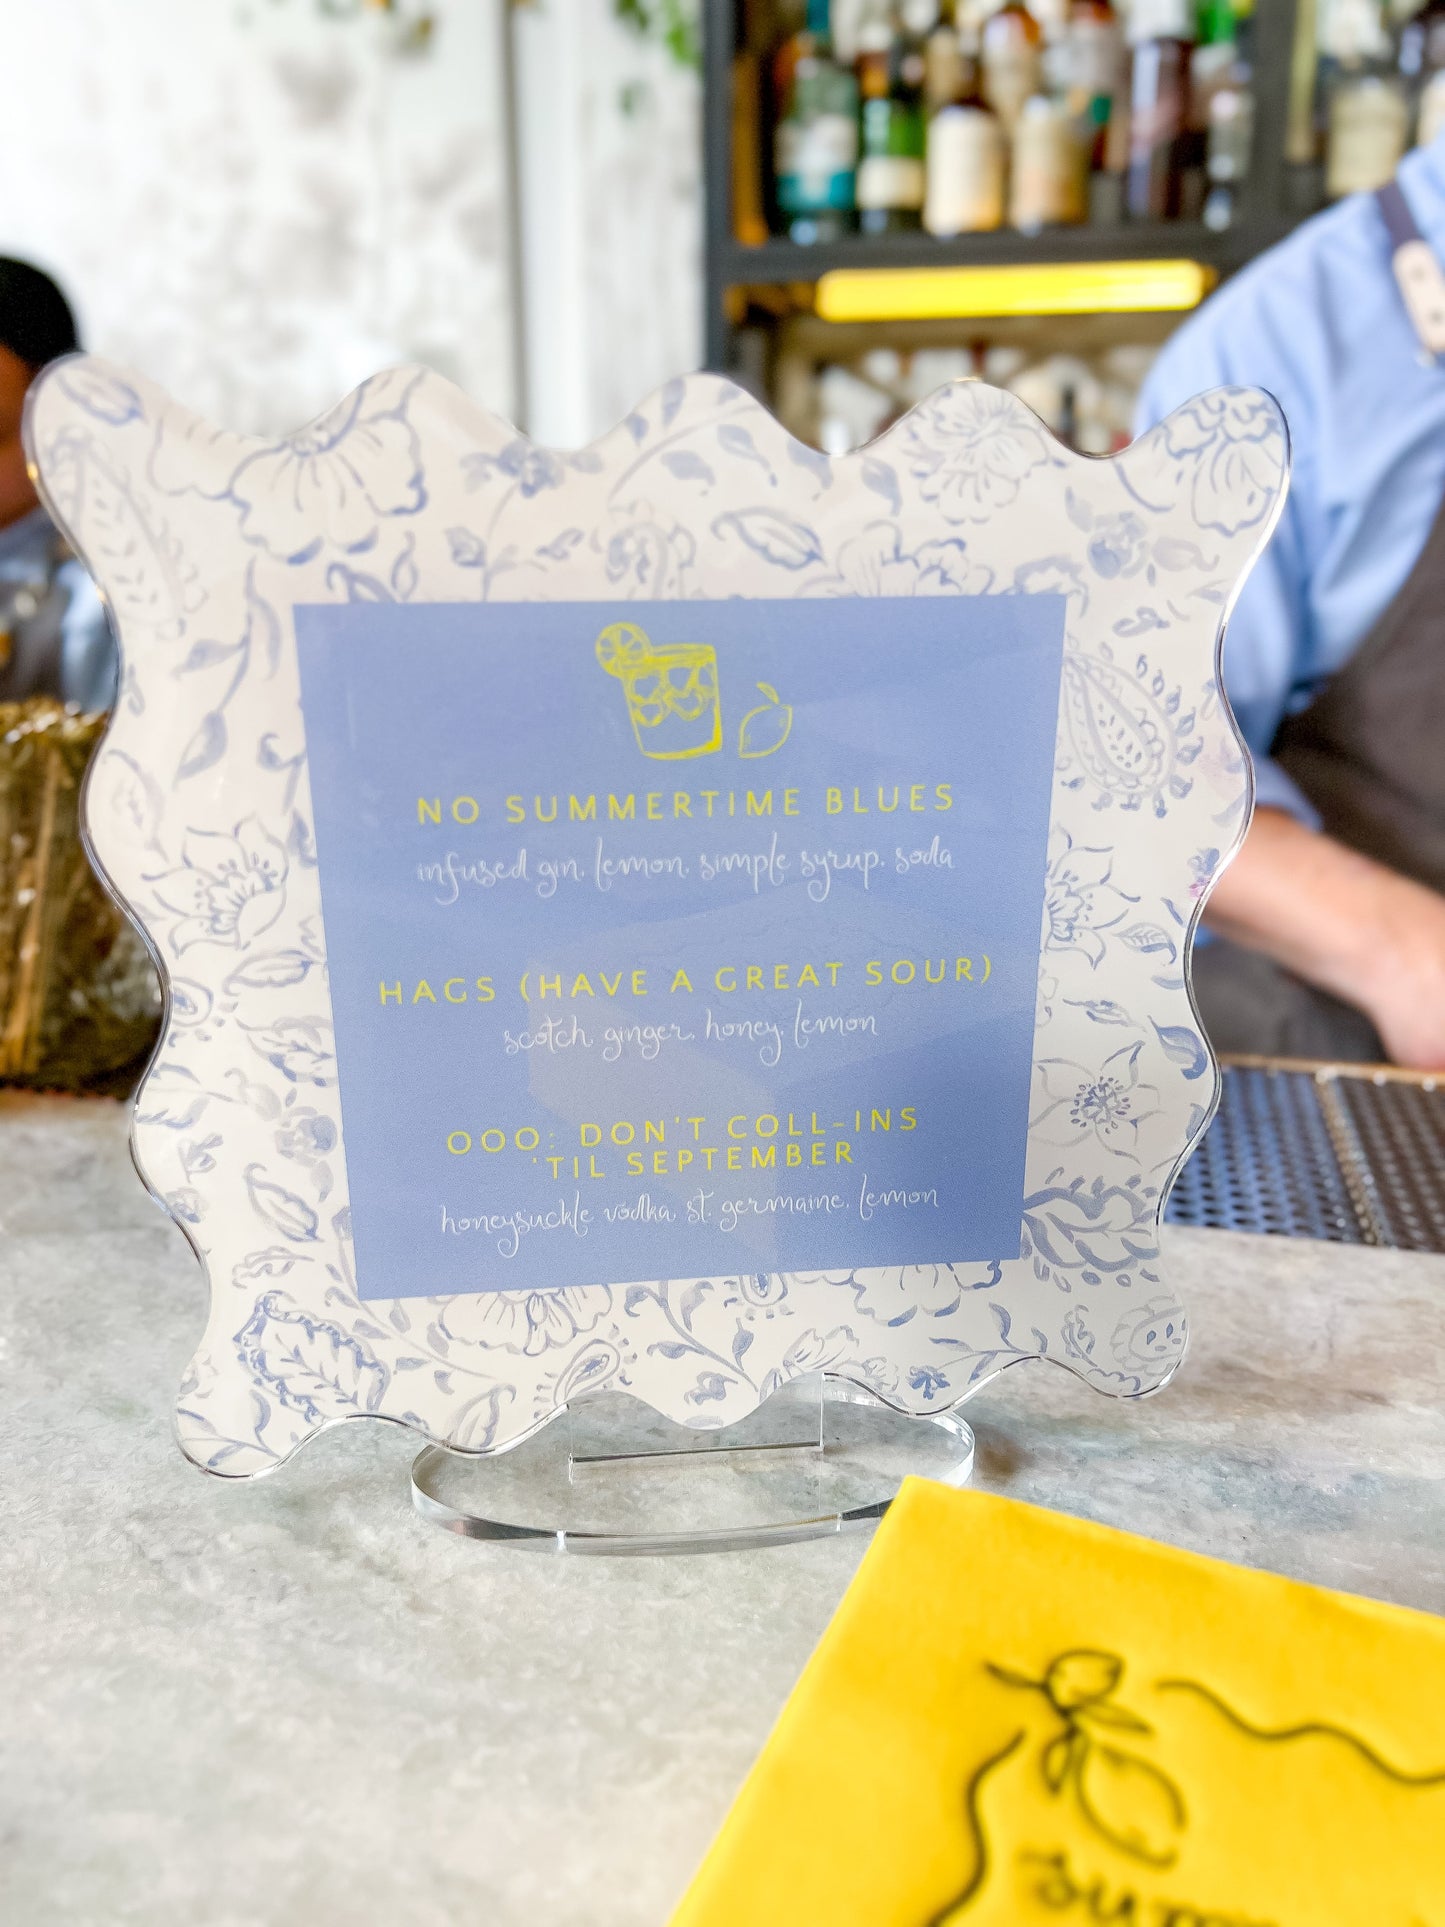 NO SUMMERTIME BLUES
infused gin, lemon, simple syrup, soda
HAGS (HAVE A GREAT SOUR)
scotch, ginger, honey, lemon
OOO: DON'T COLL-INS
'TIL SEPTEMBER
honeysuckle vodka, st. germaine, lemon